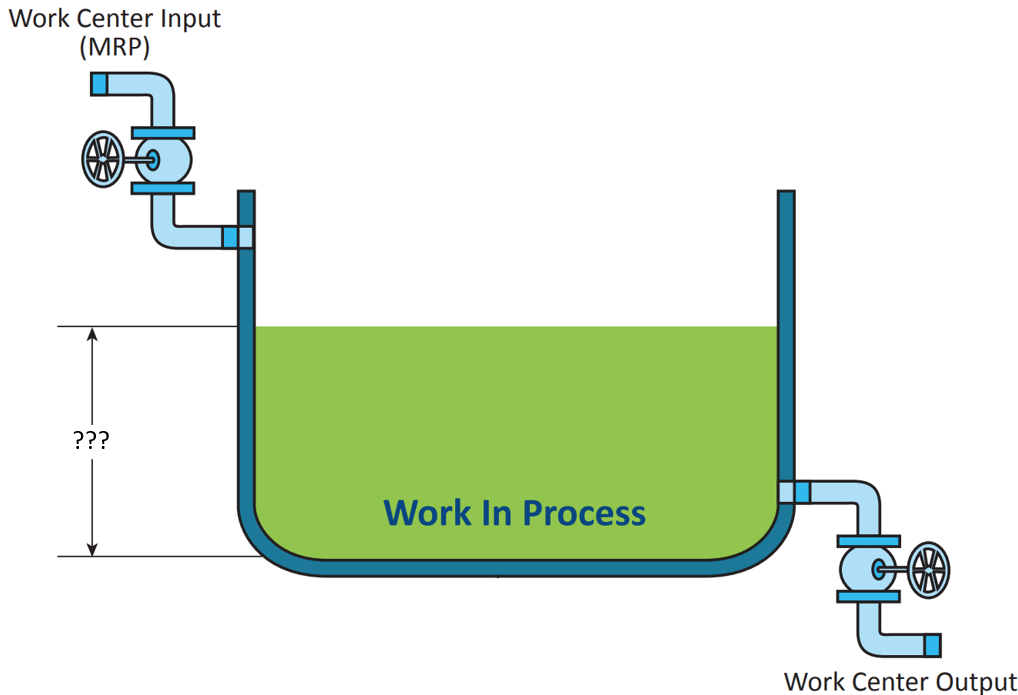 Work Center Input
(MRP)
???
Work In Process
Work Center Output